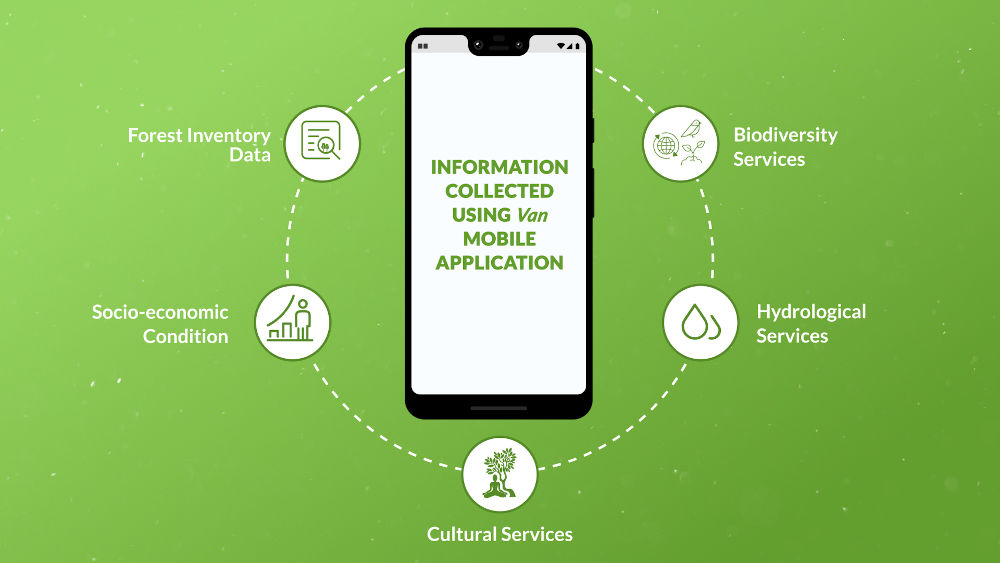 INFORMATION
COLLECTED
USING Van
MOBILE
APPLICATION
Forest Inventory
Data
Biodiversity
Services
Socio-economic
Condition
Hydrological
Services
Cultural Services